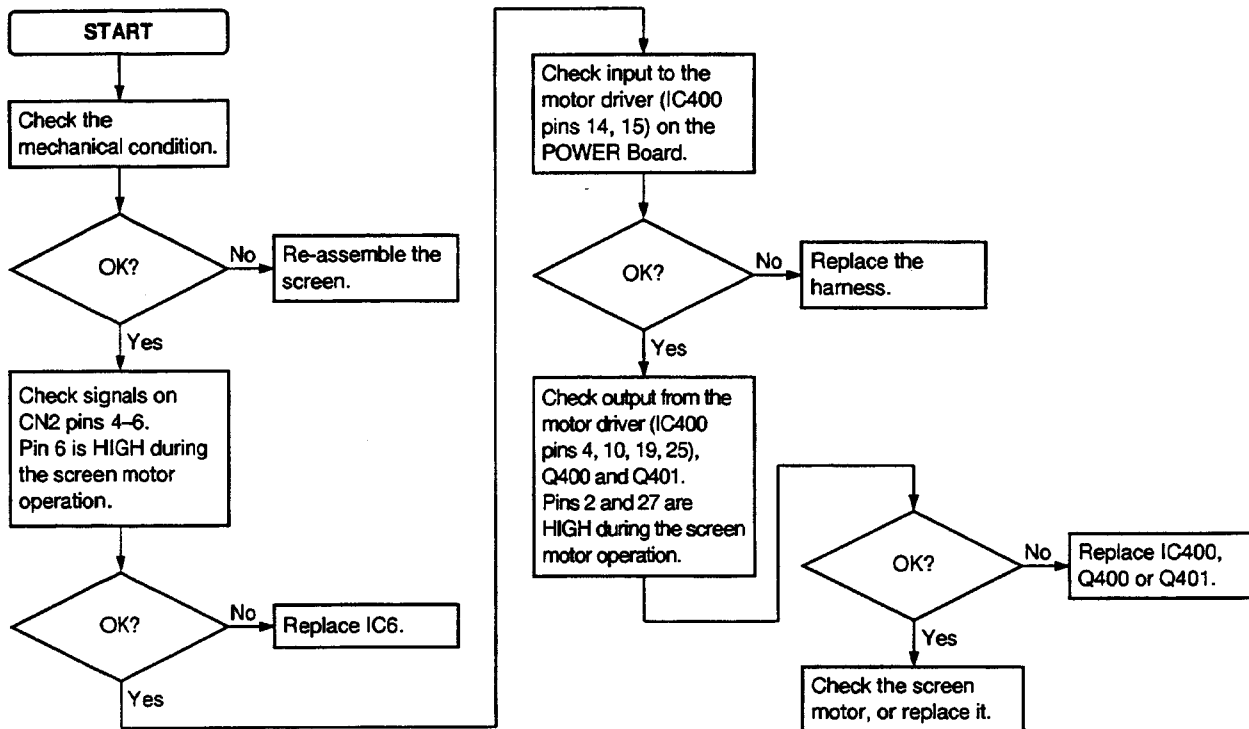 START
Check the
mechanical condition.
OK?
No
Re-assemble the
screen.
Yes
Check signals on
CN2 pins 4–6.
Pin 6 is HIGH during
the screen motor
operation.
OK?
No
Replace IC6.
Yes
Check input to the
motor driver (IC400
pins 14, 15) on the
POWER Board.
OK?
No
Replace the
harness.
Yes
Check output from the
motor driver (IC400
pins 4, 10, 19, 25),
Q400 and Q401.
Pins 2 and 27 are
HIGH during the screen
motor operation.
OK?
No
Replace IC400,
Q400 or Q401.
Yes
Check the screen
motor, or replace it.